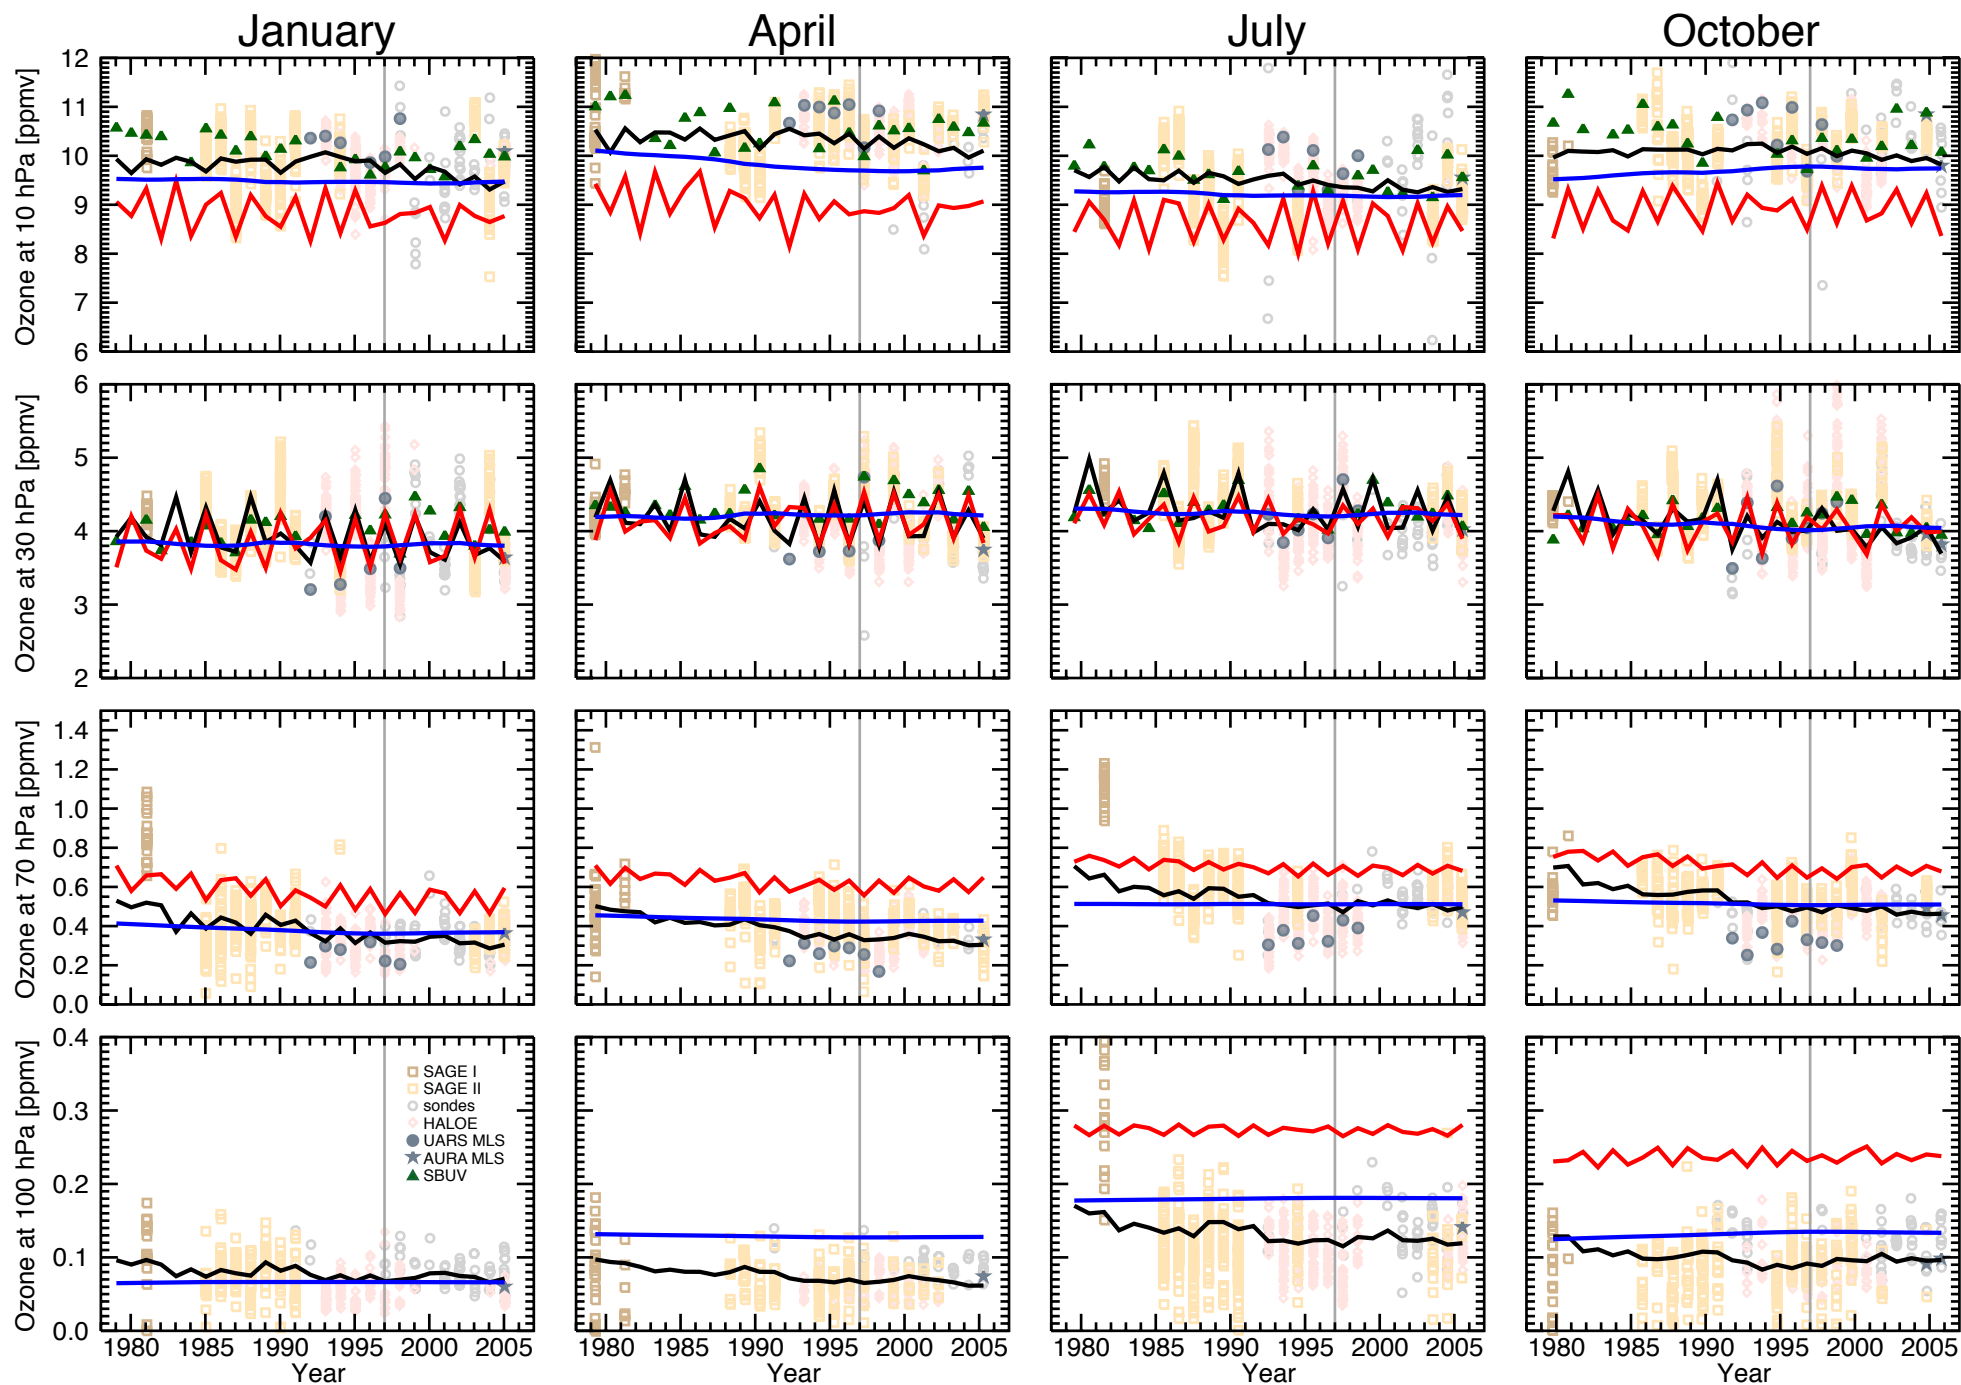 January April July October
Ozone at 10 hPa [ppmv]
12
11
10
9
8
7
6
Ozone at 30 hPa [ppmv]
6
5
4
3
2
Ozone at 70 hPa [ppmv]
1.4
1.2
1.0
0.8
0.6
0.4
0.2
0.0
Ozone at 100 hPa [ppmv]
0.4
0.3
0.2
0.1
0.0
SAGE I
SAGE II
sondes
HALOE
UARS MLS
AURA MLS
SBUV
1980 1985 1990 1995 2000 2005 1980 1985 1990 1995 2000 2005 1980 1985 1990 1995 2000 2005 1980 1985 1990 1995 2000 2005
Year Year Year Year